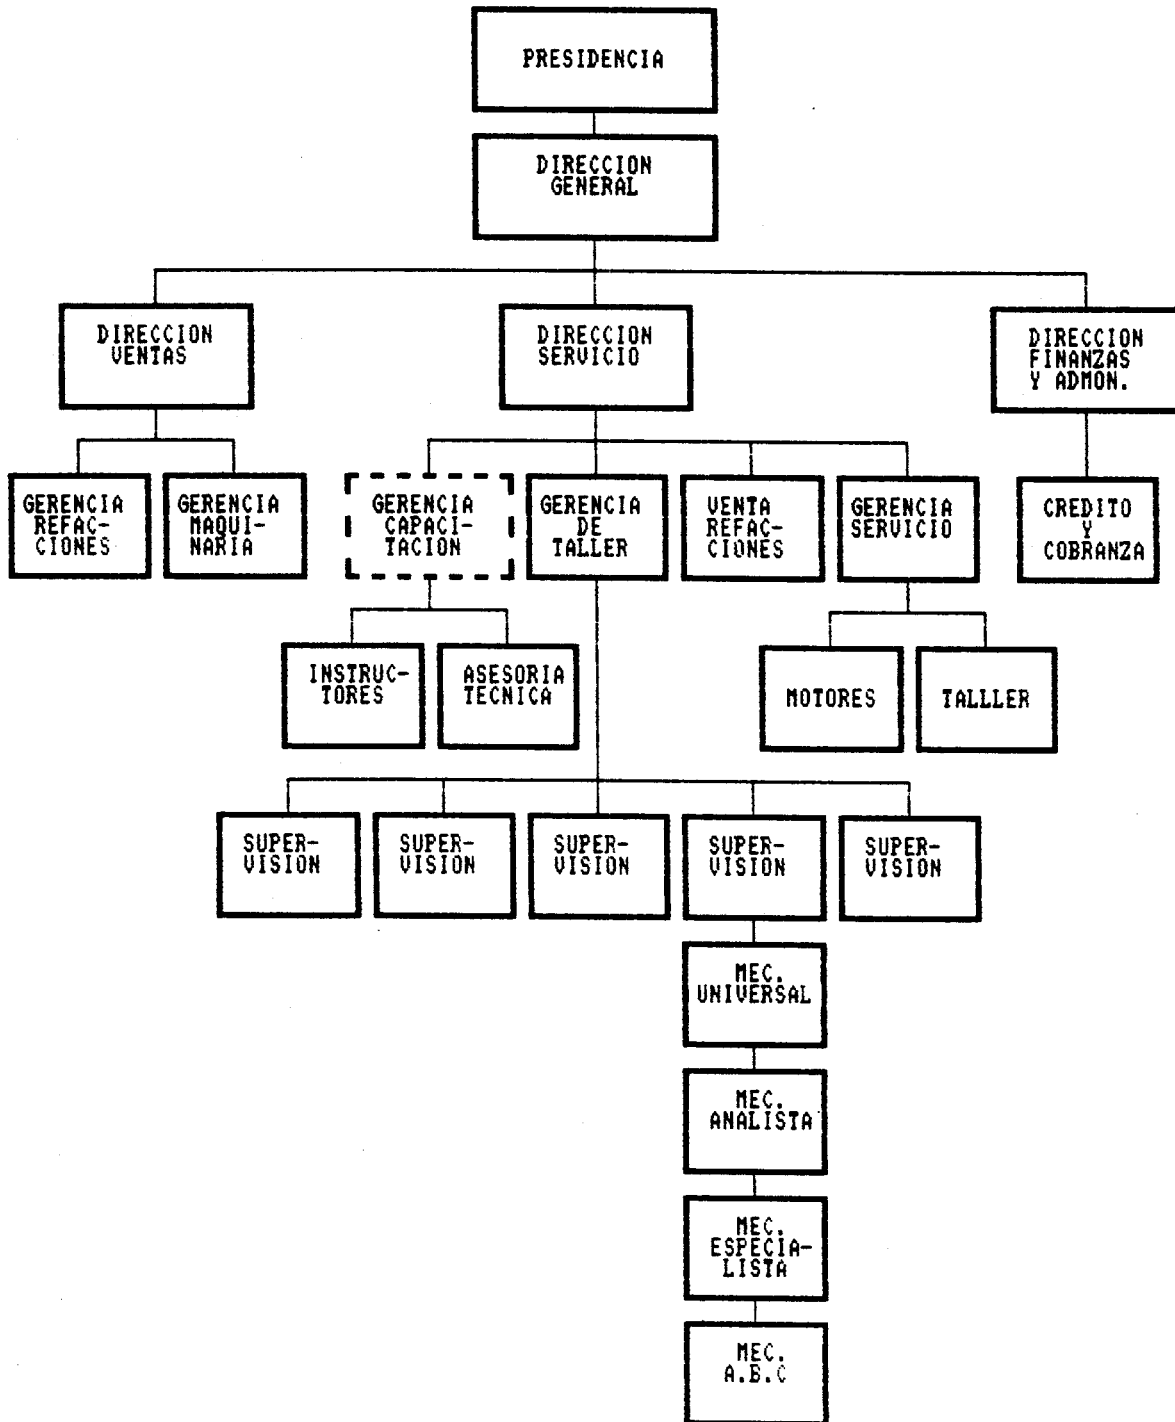 PRESIDENCIA
DIRECCION
GENERAL
DIRECCION
VENTAS
DIRECCION
SERVICIO
DIRECCION
FINANZAS
Y ADMON.
GERENCIA
REFAC-
CIONES
GERENCIA
MAQUI-
NARIA
GERENCIA
CAPACI-
TACION
GERENCIA
DE
TALLER
VENTA
REFAC-
CIONES
GERENCIA
SERVICIO
CREDITO
Y
COBRANZA
INSTRUC-
TORES
ASESORIA
TECNICA
MOTORES
TALLLER
SUPER-
VISION
SUPER-
VISION
SUPER-
VISION
SUPER-
VISION
SUPER-
VISION
MEC.
UNIVERSAL
MEC.
ANALISTA
MEC.
ESPECIA-
LISTA
MEC.
A.B.C